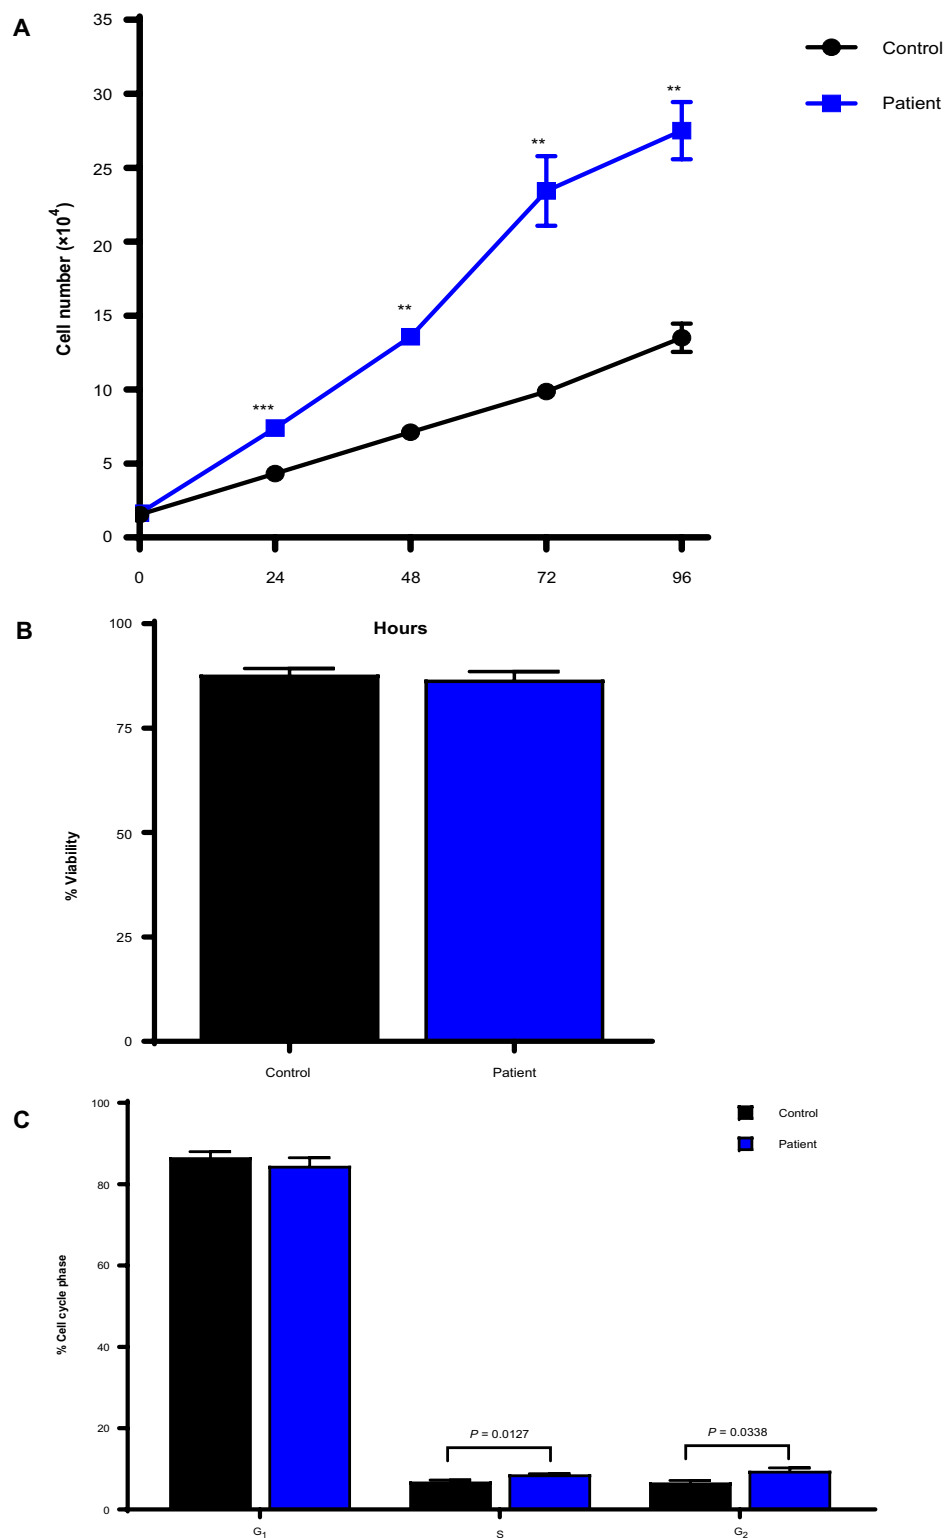 A
35
30
25
20
15
10
5
0
Cell number (×10⁴)
***
**
**
**
Control
Patient
0 24 48 72 96
Hours
B
100
75
50
25
0
% Viability
Control Patient
C
100
80
60
40
20
0
% Cell cycle phase
Control
Patient
P = 0.0127
P = 0.0338
G₁ S G₂